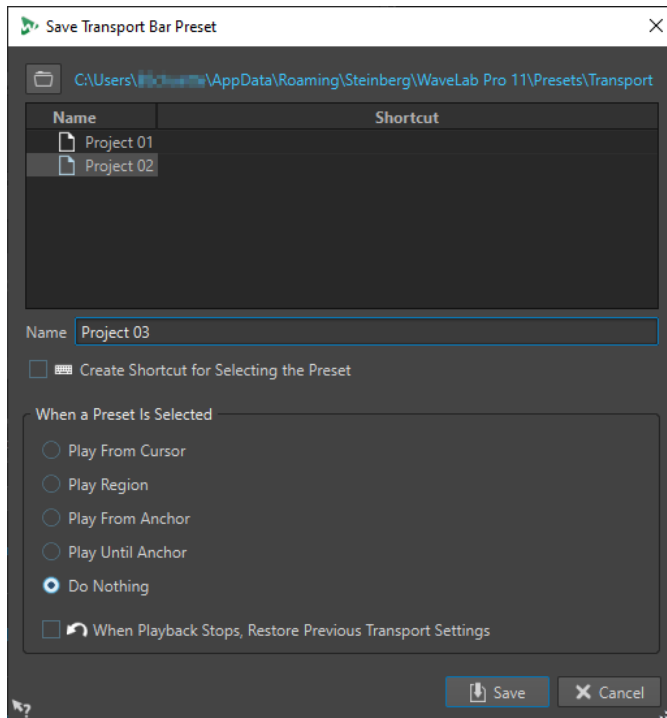 Save Transport Bar Preset
C:\Users\ \AppData\Roaming\Steinberg\WaveLab Pro 11\Presets\Transport
Name Shortcut
Project 01
Project 02
Name Project 03
Create Shortcut for Selecting the Preset
When a Preset Is Selected
Play From Cursor
Play Region
Play From Anchor
Play Until Anchor
Do Nothing
When Playback Stops, Restore Previous Transport Settings
Save Cancel